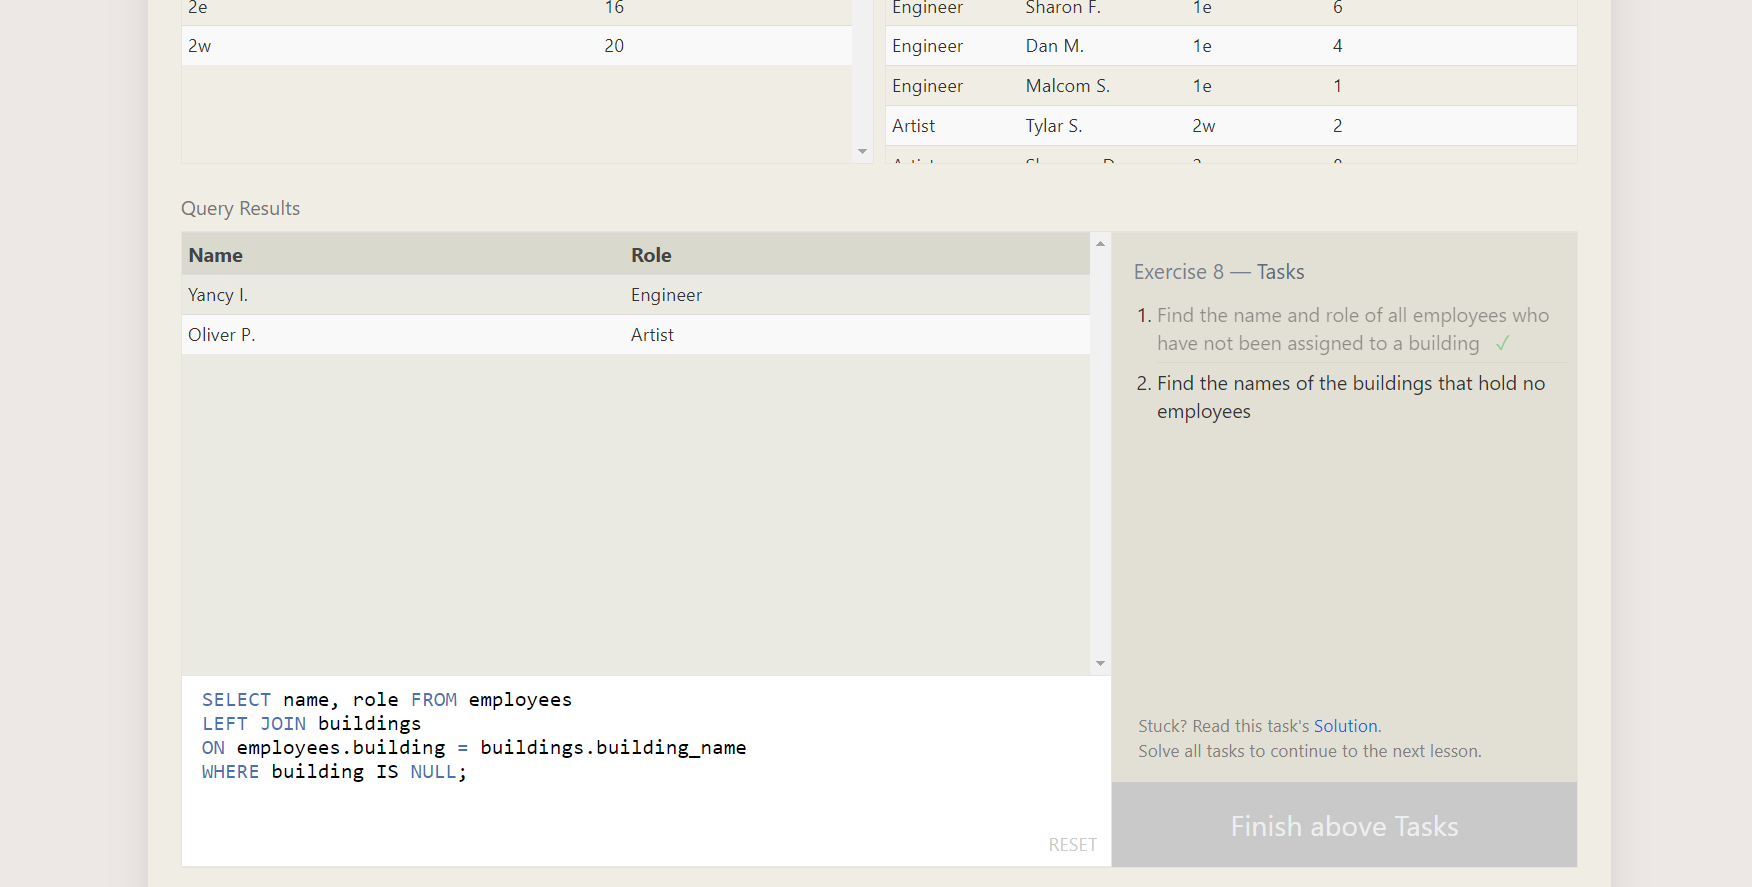 2e 16
2w 20
Engineer Sharon F. 1e 6
Engineer Dan M. 1e 4
Engineer Malcom S. 1e 1
Artist Tylar S. 2w 2
Query Results
Name Role
Yancy I. Engineer
Oliver P. Artist
Exercise 8 — Tasks
1. Find the name and role of all employees who
have not been assigned to a building ✓
2. Find the names of the buildings that hold no
employees
SELECT name, role FROM employees
LEFT JOIN buildings
ON employees.building = buildings.building_name
WHERE building IS NULL;
RESET
Stuck? Read this task's Solution.
Solve all tasks to continue to the next lesson.
Finish above Tasks